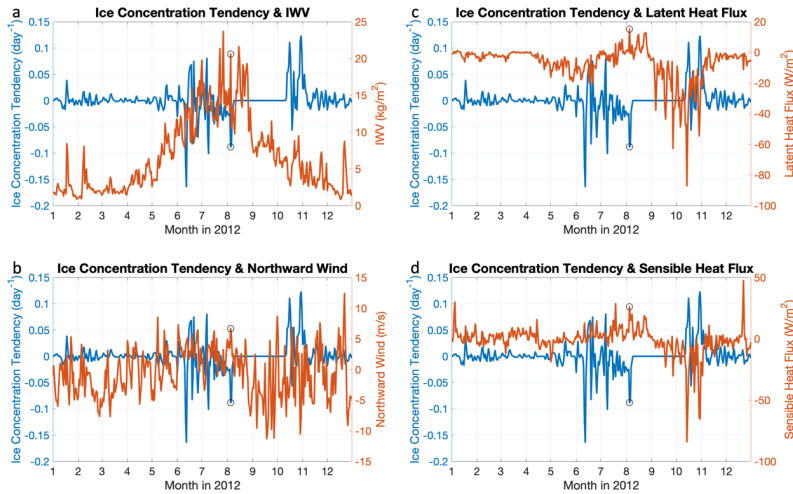 a
Ice Concentration Tendency & IWV
Ice Concentration Tendency (day-1)
0.15
0.1
0.05
0
-0.05
-0.1
-0.15
-0.2
25
20
15
10
5
0
IWV (kg/m2)
1 2 3 4 5 6 7 8 9 10 11 12
Month in 2012
c
Ice Concentration Tendency & Latent Heat Flux
Ice Concentration Tendency (day-1)
0.15
0.1
0.05
0
-0.05
-0.1
-0.15
-0.2
20
0
-20
-40
-60
-80
-100
Latent Heat Flux (W/m2)
1 2 3 4 5 6 7 8 9 10 11 12
Month in 2012
b
Ice Concentration Tendency & Northward Wind
Ice Concentration Tendency (day-1)
0.15
0.1
0.05
0
-0.05
-0.1
-0.15
-0.2
15
10
5
0
-5
-10
-15
Northward Wind (m/s)
1 2 3 4 5 6 7 8 9 10 11 12
Month in 2012
d
Ice Concentration Tendency & Sensible Heat Flux
Ice Concentration Tendency (day-1)
0.15
0.1
0.05
0
-0.05
-0.1
-0.15
-0.2
50
0
-50
-100
Sensible Heat Flux (W/m2)
1 2 3 4 5 6 7 8 9 10 11 12
Month in 2012